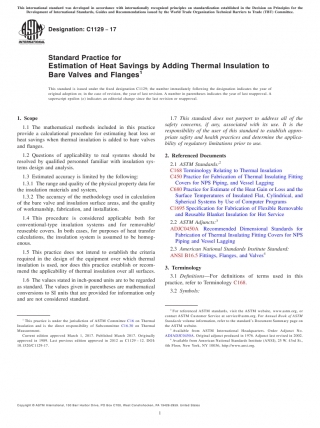 This international standard was developed in accordance with internationally recognized principles on standardization established in the Decision on Principles for the
Development of International Standards, Guides and Recommendations issued by the World Trade Organization Technical Barriers to Trade (TBT) Committee.
Designation: C1129 − 17
Standard Practice for
Estimation of Heat Savings by Adding Thermal Insulation to
Bare Valves and Flanges1
This standard is issued under the fixed designation C1129; the number immediately following the designation indicates the year of
original adoption or, in the case of revision, the year of last revision. A number in parentheses indicates the year of last reapproval. A
superscript epsilon (ε) indicates an editorial change since the last revision or reapproval.
1. Scope
1.1 The mathematical methods included in this practice
provide a calculational procedure for estimating heat loss or
heat savings when thermal insulation is added to bare valves
and flanges.
1.2 Questions of applicability to real systems should be
resolved by qualified personnel familiar with insulation sys-
tems design and analysis.
1.3 Estimated accuracy is limited by the following:
1.3.1 The range and quality of the physical property data for
the insulation materials and system,
1.3.2 The accuracy of the methodology used in calculation
of the bare valve and insulation surface areas, and the quality
of workmanship, fabrication, and installation.
1.4 This procedure is considered applicable both for
conventional-type insulation systems and for removable/
reuseable covers. In both cases, for purposes of heat transfer
calculations, the insulation system is assumed to be homog-
enous.
1.5 This practice does not intend to establish the criteria
required in the design of the equipment over which thermal
insulation is used, nor does this practice establish or recom-
mend the applicability of thermal insulation over all surfaces.
1.6 The values stated in inch-pound units are to be regarded
as standard. The values given in parentheses are mathematical
conversions to SI units that are provided for information only
and are not considered standard.
1.7 This standard does not purport to address all of the
safety concerns, if any, associated with its use. It is the
responsibility of the user of this standard to establish appro-
priate safety and health practices and determine the applica-
bility of regulatory limitations prior to use.
2. Referenced Documents
2.1 ASTM Standards:2
C168 Terminology Relating to Thermal Insulation
C450 Practice for Fabrication of Thermal Insulating Fitting
Covers for NPS Piping, and Vessel Lagging
C680 Practice for Estimate of the Heat Gain or Loss and the
Surface Temperatures of Insulated Flat, Cylindrical, and
Spherical Systems by Use of Computer Programs
C1695 Specification for Fabrication of Flexible Removable
and Reusable Blanket Insulation for Hot Service
2.2 ASTM Adjuncts:3
ADJC0450A Recommended Dimensional Standards for
Fabrication of Thermal Insulating Fitting Covers for NPS
Piping and Vessel Lagging
2.3 American National Standards Institute Standard:
ANSI B16.5 Fittings, Flanges, and Valves4
3. Terminology
3.1 Definitions—For definitions of terms used in this
practice, refer to Terminology C168.
3.2 Symbols:
1 This practice is under the jurisdiction of ASTM Committee C16 on Thermal
Insulation and is the direct responsibility of Subcommittee C16.30 on Thermal
Measurement.
Current edition approved March 1, 2017. Published March 2017. Originally
approved in 1989. Last previous edition approved in 2012 as C1129 – 12. DOI:
10.1520/C1129-17.
2 For referenced ASTM standards, visit the ASTM website, www.astm.org, or
contact ASTM Customer Service at service@astm.org. For Annual Book of ASTM
Standards volume information, refer to the standard's Document Summary page on
the ASTM website.
3 Available from ASTM International Headquarters. Order Adjunct No.
ADJADJC0450A. Original adjunct produced in 1976. Adjunct last revised in 2002.
4 Available from American National Standards Institute (ANSI), 25 W. 43rd St.,
4th Floor, New York, NY 10036, http://www.ansi.org.
Copyright © ASTM International, 100 Barr Harbor Drive, PO Box C700, West Conshohocken, PA 19428-2959. United States
1